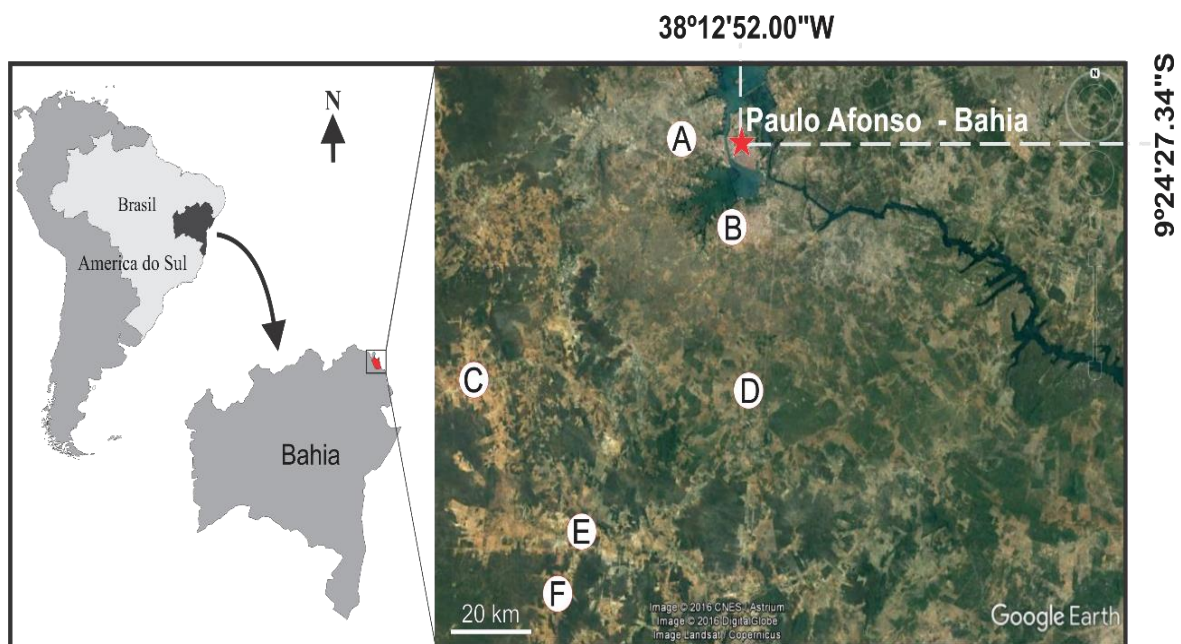 38º12'52.00"W
9º24'27.34"S
N
Brasil
America do Sul
Bahia
N
Paulo Afonso - Bahia
A
B
C
D
E
F
20 km
Image © 2016 CNES / Astrium
Image © 2016 DigitalGlobe
Image Landsat / Copernicus
Google Earth